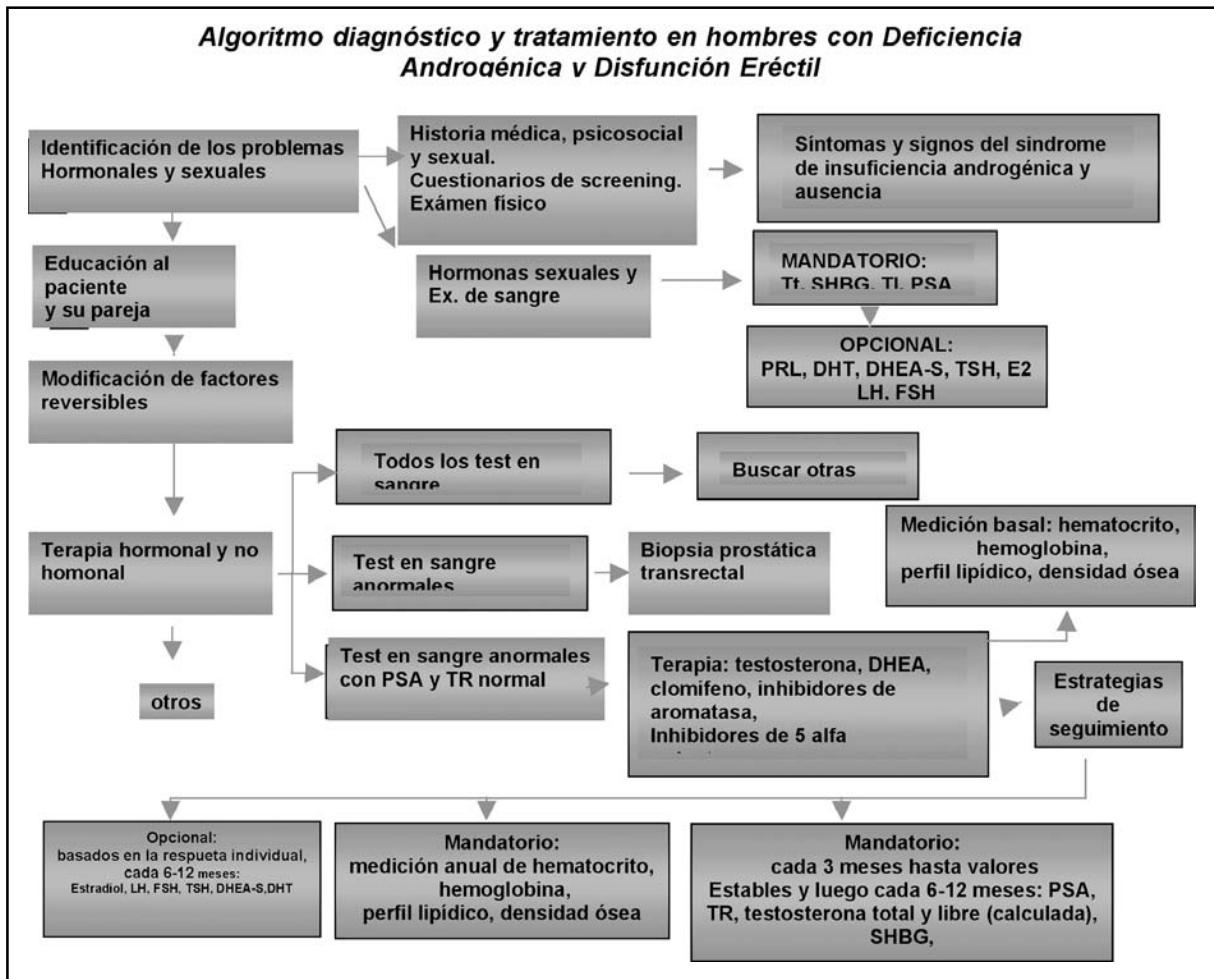 Algoritmo diagnóstico y tratamiento en hombres con Deficiencia
Androgénica y Disfunción Eréctil
Identificación de los problemas
Hormonales y sexuales
Historia médica, psicosocial
y sexual.
Cuestionarios de screening.
Exámen físico
Síntomas y signos del sindrome
de insuficiencia androgénica y
ausencia
Educación al
paciente
y su pareja
Hormonas sexuales y
Ex. de sangre
MANDATORIO:
Tt, SHBG, Tl, PSA
OPCIONAL:
PRL, DHT, DHEA-S, TSH, E2
LH, FSH
Modificación de factores
reversibles
Todos los test en
sangre
Buscar otras
Terapia hormonal y no
homonal
Test en sangre
anormales
Biopsia prostática
transrectal
Medición basal: hematocrito,
hemoglobina,
perfil lipídico, densidad ósea
Test en sangre anormales
con PSA y TR normal
Terapia: testosterona, DHEA,
clomifeno, inhibidores de
aromatasa,
Inhibidores de 5 alfa
Estrategias
de
seguimiento
otros
Opcional:
basados en la respueta individual,
cada 6-12 meses:
Estradiol, LH, FSH, TSH, DHEA-S,DHT
Mandatorio:
medición anual de hematocrito,
hemoglobina,
perfil lipídico, densidad ósea
Mandatorio:
cada 3 meses hasta valores
Estables y luego cada 6-12 meses: PSA,
TR, testosterona total y libre (calculada),
SHBG,